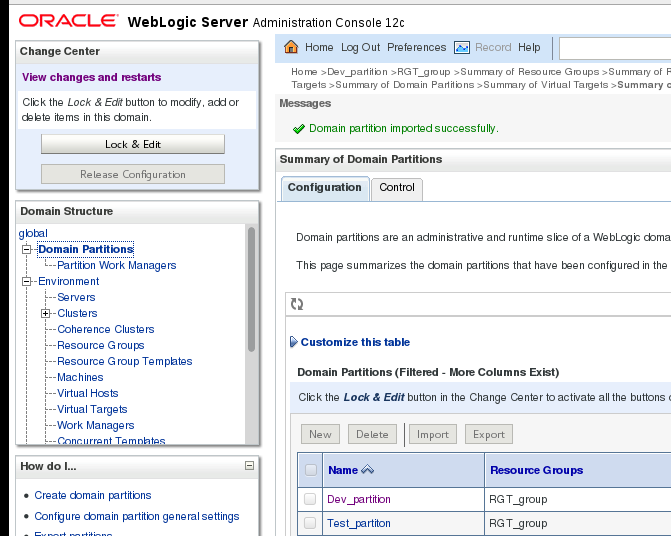 ORACLE WebLogic Server Administration Console 12c
Change Center
View changes and restarts
Click the Lock & Edit button to modify, add or
delete items in this domain.
Lock & Edit
Release Configuration
Domain Structure
global
Domain Partitions
Partition Work Managers
Environment
Servers
Clusters
Coherence Clusters
Resource Groups
Resource Group Templates
Machines
Virtual Hosts
Virtual Targets
Work Managers
Concurrent Templates
How do I...
Create domain partitions
Configure domain partition general settings
Export partitions
Home Log Out Preferences Record Help
Home >Dev_partition >RGT_group >Summary of Resource Groups >Summary of
Targets >Summary of Domain Partitions >Summary of Virtual Targets >Summary
Messages
Domain partition imported successfully.
Summary of Domain Partitions
Configuration Control
Domain partitions are an administrative and runtime slice of a WebLogic doma
This page summarizes the domain partitions that have been configured in the
Customize this table
Domain Partitions (Filtered - More Columns Exist)
Click the Lock & Edit button in the Change Center to activate all the buttons
New Delete Import Export
Name Resource Groups
Dev_partition RGT_group
Test_partiton RGT_group